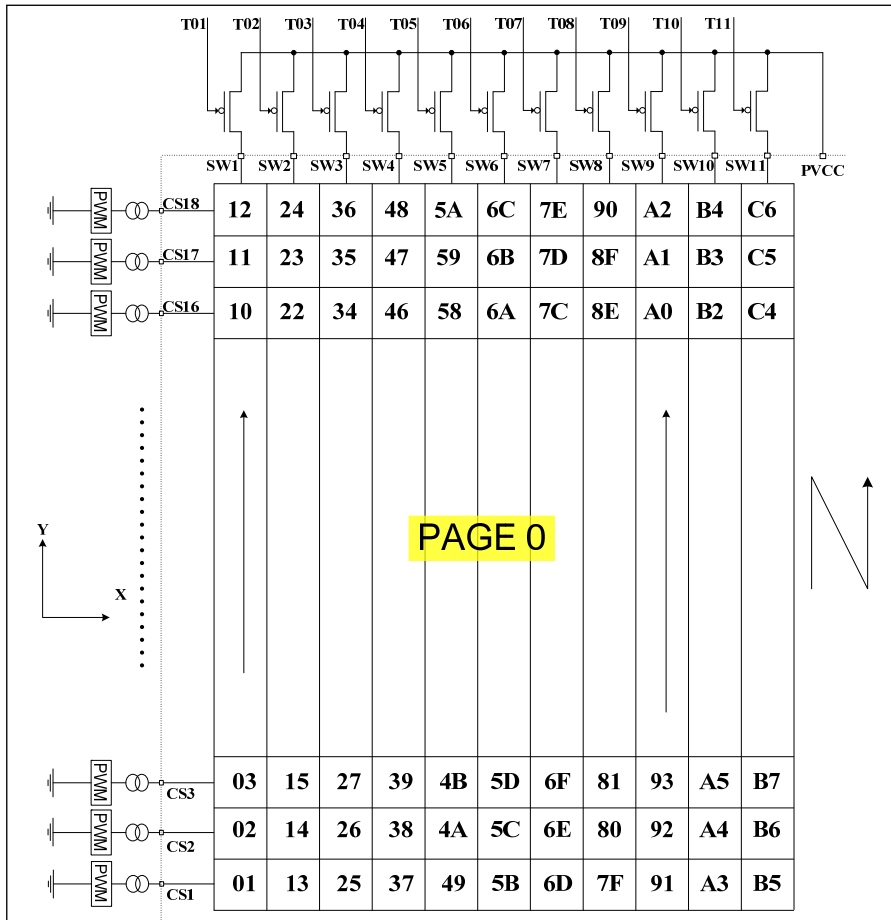 T01 T02 T03 T04 T05 T06 T07 T08 T09 T10 T11
SW1 SW2 SW3 SW4 SW5 SW6 SW7 SW8 SW9 SW10 SW11 PVCC
PWM CS18 12 24 36 48 5A 6C 7E 90 A2 B4 C6
PWM CS17 11 23 35 47 59 6B 7D 8F A1 B3 C5
PWM CS16 10 22 34 46 58 6A 7C 8E A0 B2 C4
PAGE 0
Y
X
PWM CS3 03 15 27 39 4B 5D 6F 81 93 A5 B7
PWM CS2 02 14 26 38 4A 5C 6E 80 92 A4 B6
PWM CS1 01 13 25 37 49 5B 6D 7F 91 A3 B5